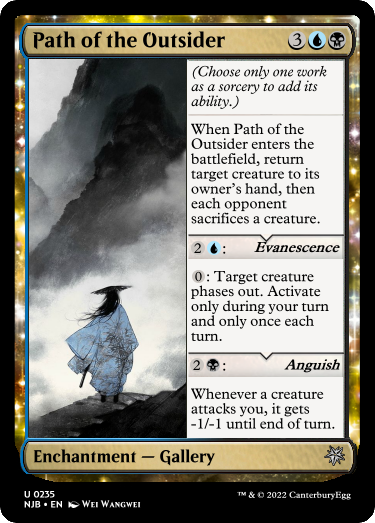 Path of the Outsider 3
(Choose only one work
as a sorcery to add its
ability.)
When Path of the
Outsider enters the
battlefield, return
target creature to its
owner's hand, then
each opponent
sacrifices a creature.
2 : Evanescence
0: Target creature
phases out. Activate
only during your turn
and only once each
turn.
2 : Anguish
Whenever a creature
attacks you, it gets
-1/-1 until end of turn.
Enchantment — Gallery
U 0235
NJB • EN Wei Wangwei
™ & © 2022 CanterburyEgg